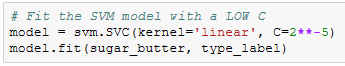 # Fit the SVM model with a LOW C
model = svm.SVC(kernel='linear', C=2**-5)
model.fit(sugar_butter, type_label)